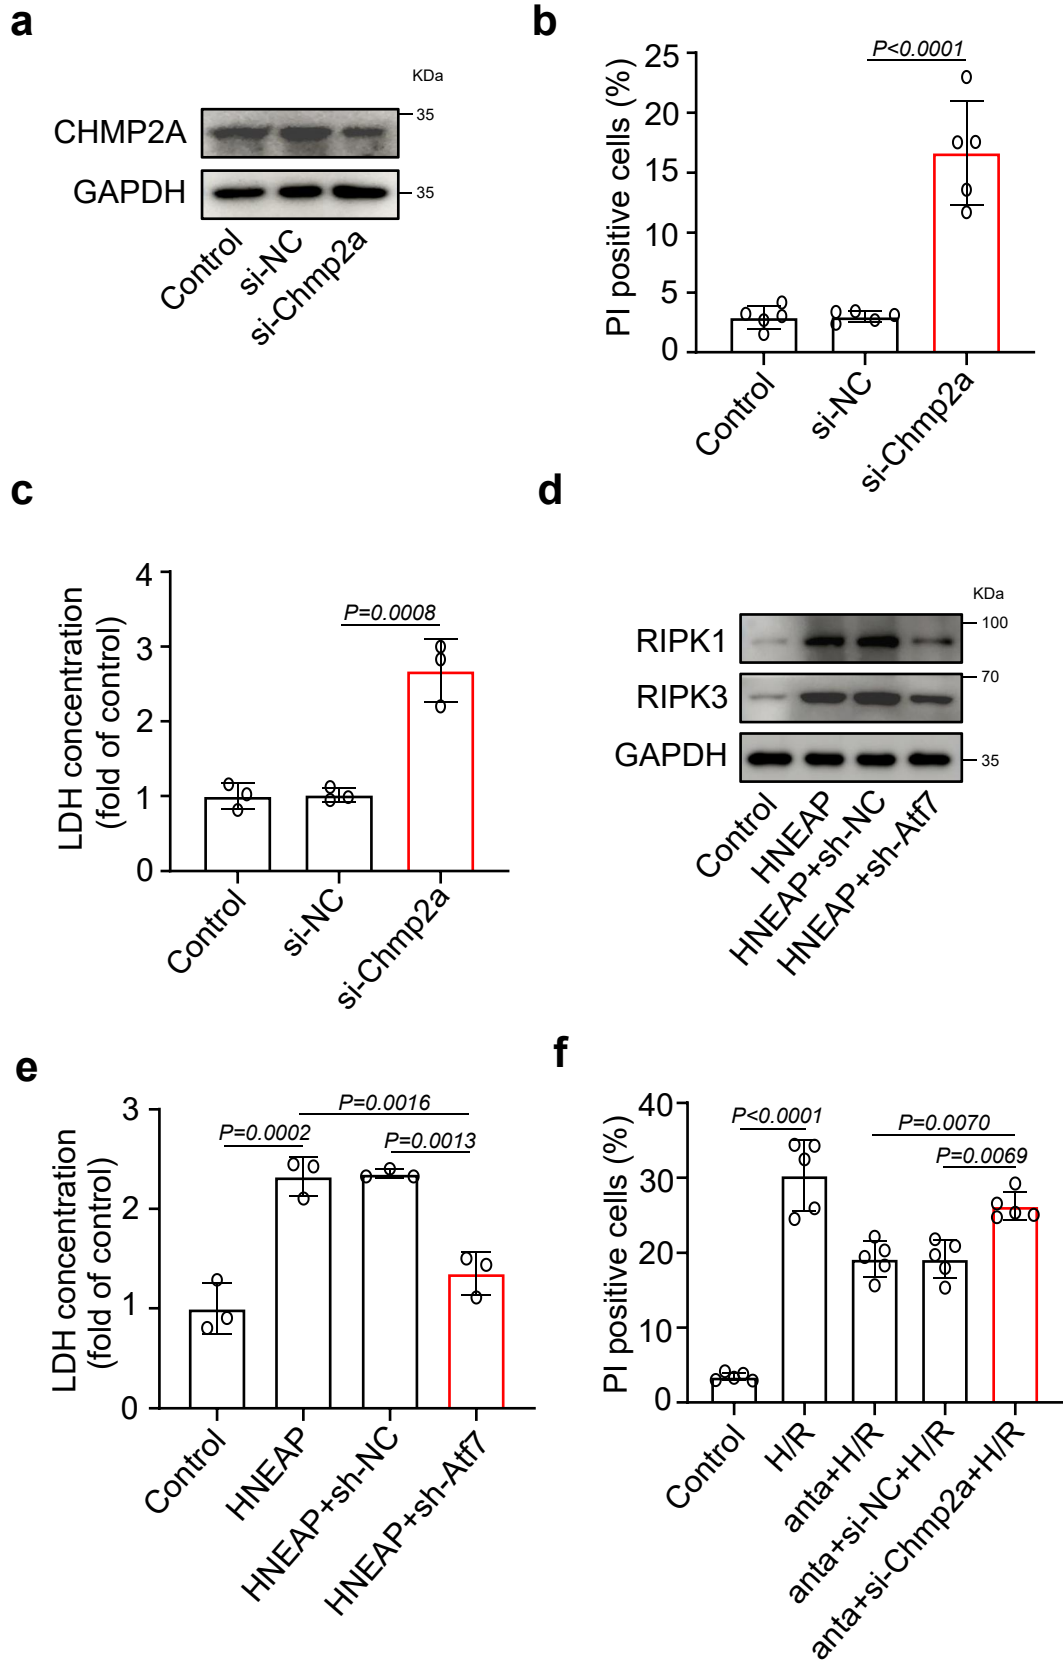 a
KDa
CHMP2A
35
GAPDH
35
Control
si-NC
si-Chmp2a
b
PI positive cells (%)
25
20
15
10
5
0
P<0.0001
Control
si-NC
si-Chmp2a
c
LDH concentration
(fold of control)
4
3
2
1
0
P=0.0008
Control
si-NC
si-Chmp2a
d
KDa
RIPK1
100
RIPK3
70
GAPDH
35
Control
HNEAP
HNEAP+sh-NC
HNEAP+sh-Atf7
e
LDH concentration
(fold of control)
3
2
1
0
P=0.0016
P=0.0002
P=0.0013
Control
HNEAP
HNEAP+sh-NC
HNEAP+sh-Atf7
f
PI positive cells (%)
40
30
20
10
0
P<0.0001
P=0.0070
P=0.0069
Control
H/R
anta+H/R
anta+si-NC+H/R
anta+si-Chmp2a+H/R